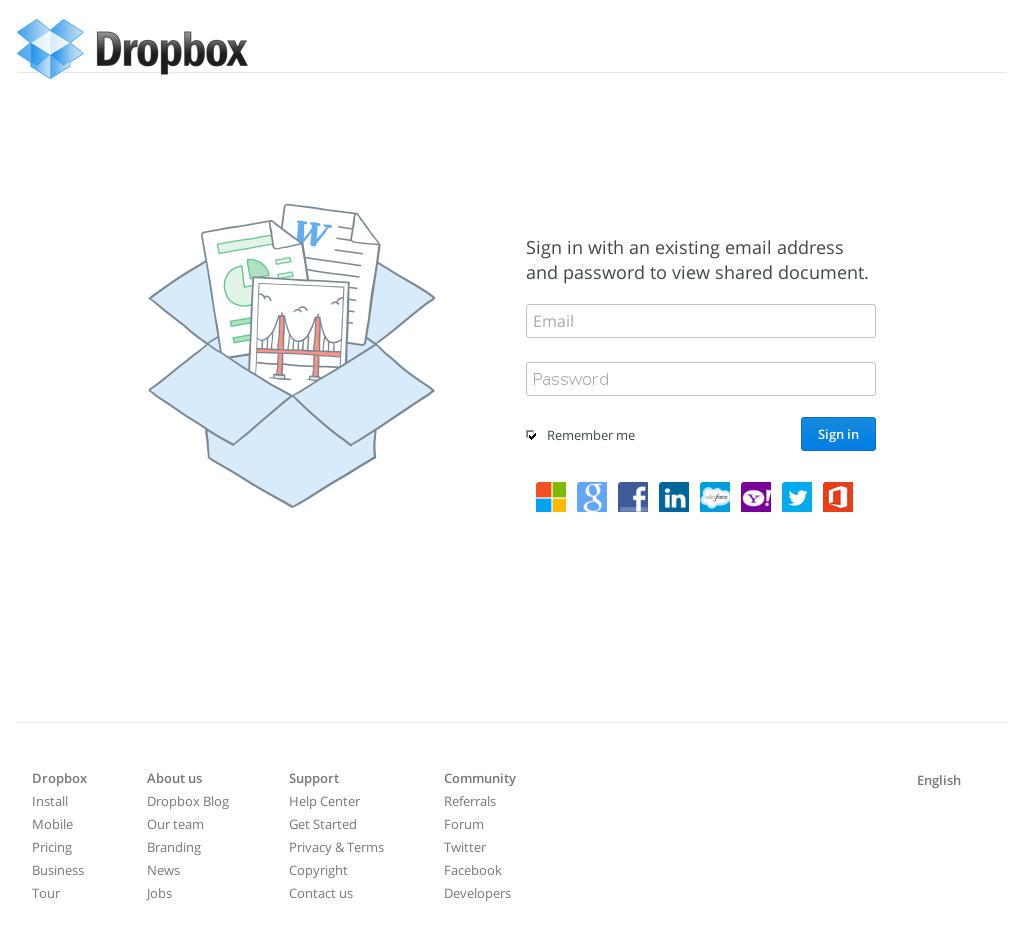 Dropbox
W
Sign in with an existing email address
and password to view shared document.
Email
Password
Remember me
Sign in
g f in salesforce Y!
Dropbox
Install
Mobile
Pricing
Business
Tour
About us
Dropbox Blog
Our team
Branding
News
Jobs
Support
Help Center
Get Started
Privacy & Terms
Copyright
Contact us
Community
Referrals
Forum
Twitter
Facebook
Developers
English